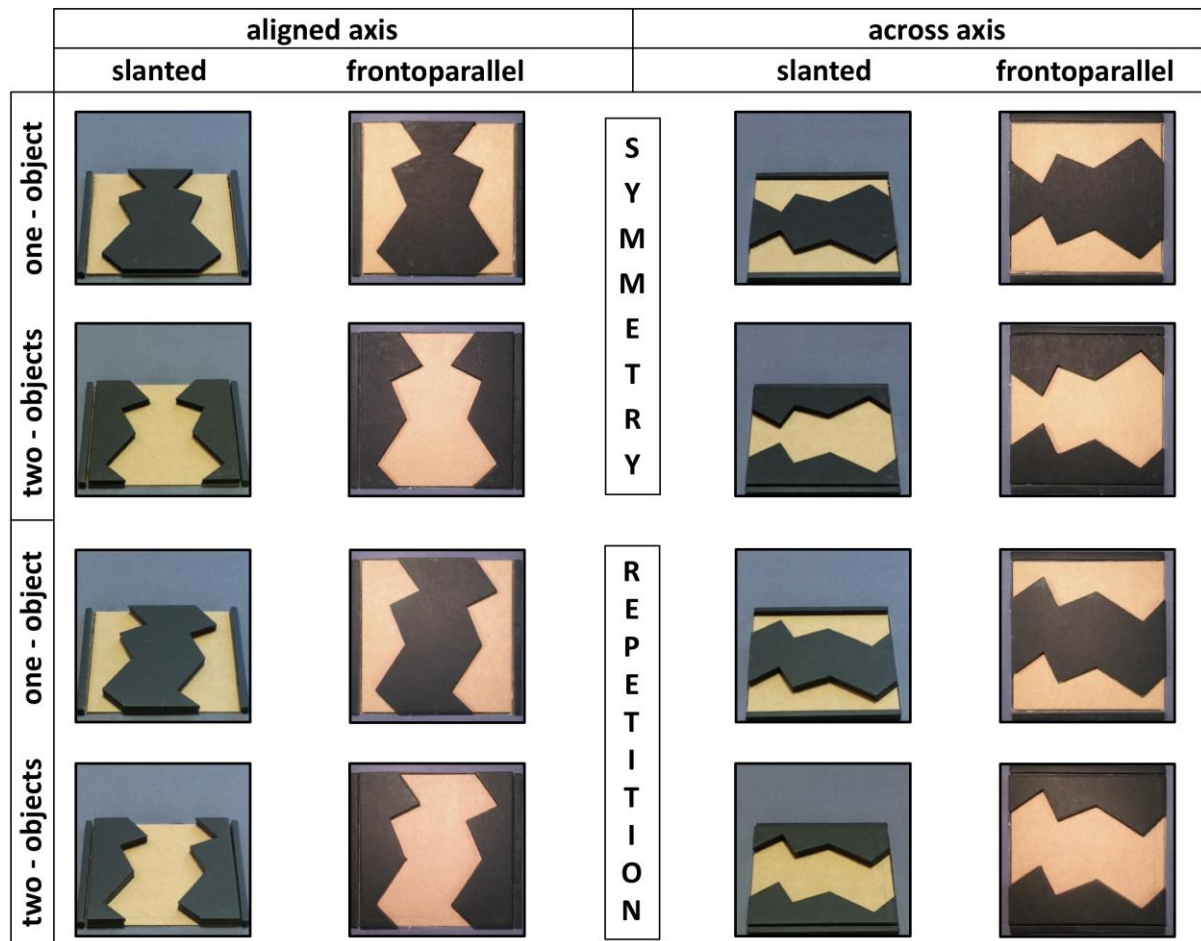 aligned axis across axis
slanted frontoparallel slanted frontoparallel
one - object
two - objects
SYMMETRY
one - object
two - objects
REPETITION